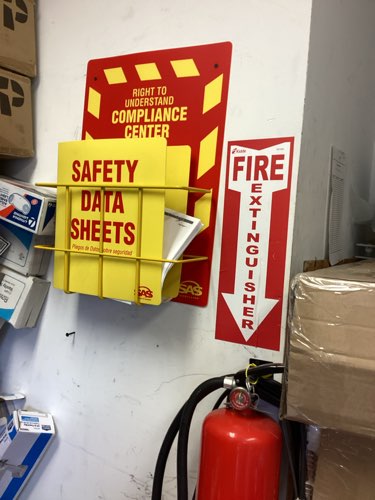 RIGHT TO
UNDERSTAND
COMPLIANCE
CENTER
SAFETY
DATA
SHEETS
Pliegos de Datos sobre seguridad
SAS
SAS
FIRE
EXTINGUISHER